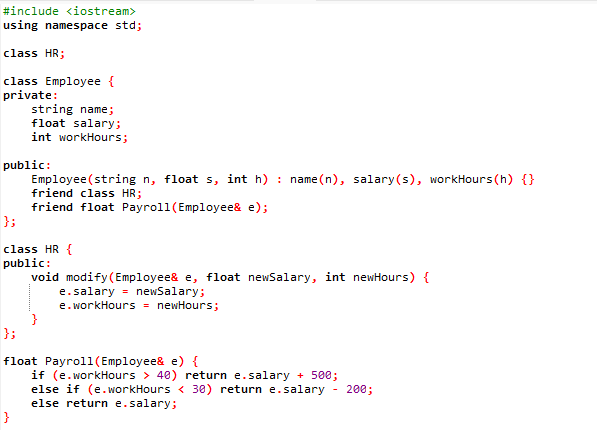 #include <iostream>
using namespace std;

class HR;

class Employee {
private:
    string name;
    float salary;
    int workHours;

public:
    Employee(string n, float s, int h) : name(n), salary(s), workHours(h) {}
    friend class HR;
    friend float Payroll(Employee& e);
};

class HR {
public:
    void modify(Employee& e, float newSalary, int newHours) {
        e.salary = newSalary;
        e.workHours = newHours;
    }
};

float Payroll(Employee& e) {
    if (e.workHours > 40) return e.salary + 500;
    else if (e.workHours < 30) return e.salary - 200;
    else return e.salary;
}